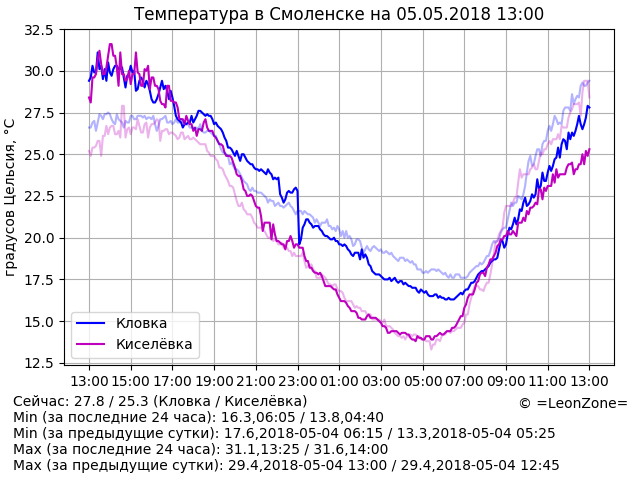 Температура в Смоленске на 05.05.2018 13:00
градусов Цельсия, °C
32.5
30.0
27.5
25.0
22.5
20.0
17.5
15.0
12.5
Кловка
Киселёвка
13:00 15:00 17:00 19:00 21:00 23:00 01:00 03:00 05:00 07:00 09:00 11:00 13:00
Сейчас: 27.8 / 25.3 (Кловка / Киселёвка)
© =LeonZone=
Min (за последние 24 часа): 16.3,06:05 / 13.8,04:40
Min (за предыдущие сутки): 17.6,2018-05-04 06:15 / 13.3,2018-05-04 05:25
Max (за последние 24 часа): 31.1,13:25 / 31.6,14:00
Max (за предыдущие сутки): 29.4,2018-05-04 13:00 / 29.4,2018-05-04 12:45